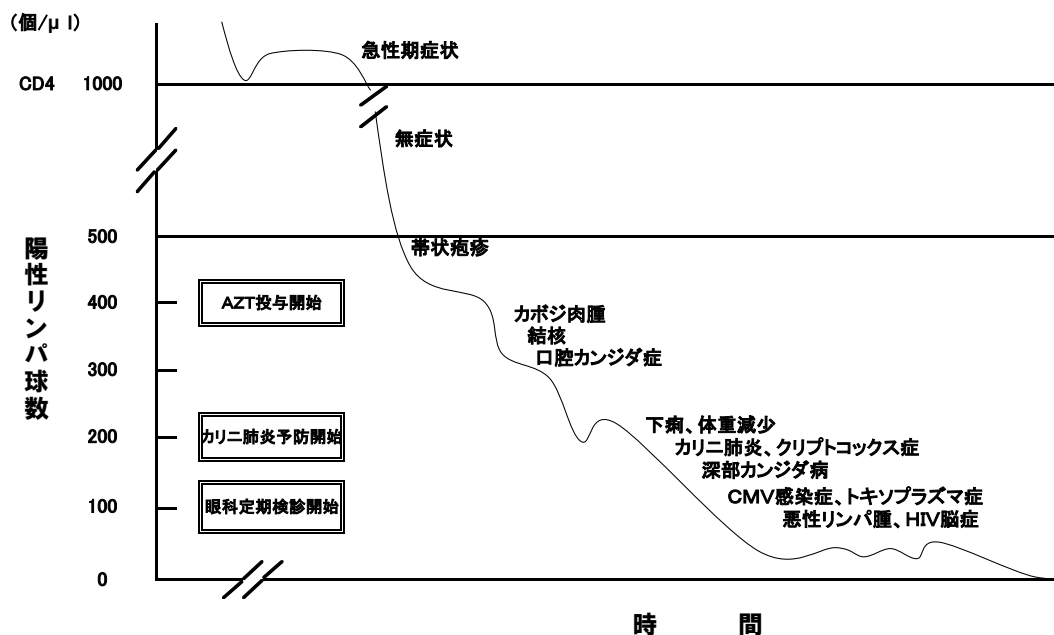 (個/μl)
急性期症状
CD4 1000
無症状
陽性リンパ球数
500
帯状疱疹
AZT投与開始
400
カボジ肉腫
結核
口腔カンジダ症
300
カリニ肺炎予防開始
200
下痢、体重減少
カリニ肺炎、クリプトコックス症
深部カンジダ病
眼科定期検診開始
100
CMV感染症、トキソプラズマ症
悪性リンパ腫、HIV脳症
0
時間